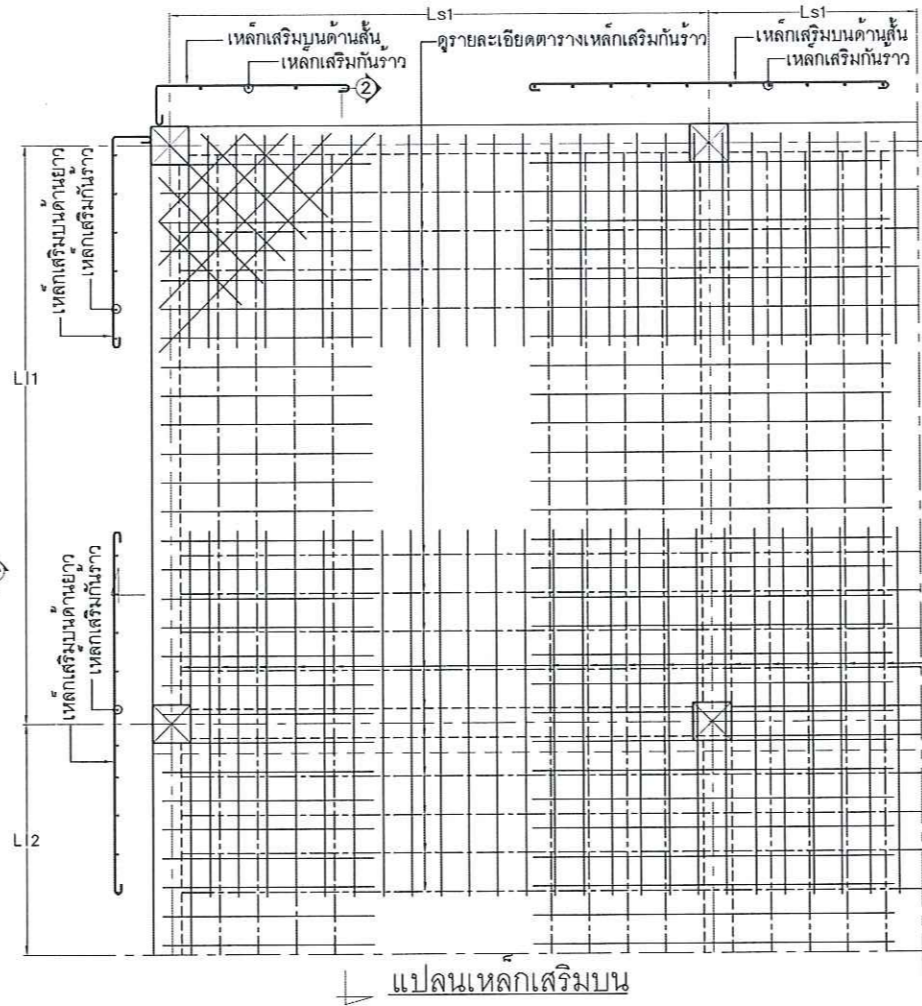 Ls1
Ls1
เหล็กเสริมบนด้านสั้น
เหล็กเสริมกันร้าว
ดูรายละเอียดตารางเหล็กเสริมกันร้าว
เหล็กเสริมบนด้านสั้น
เหล็กเสริมกันร้าว
2
เหล็กเสริมบนด้านยาว
เหล็กเสริมกันร้าว
Ll1
เหล็กเสริมบนด้านยาว
เหล็กเสริมกันร้าว
Ll2
แปลนเหล็กเสริมบน